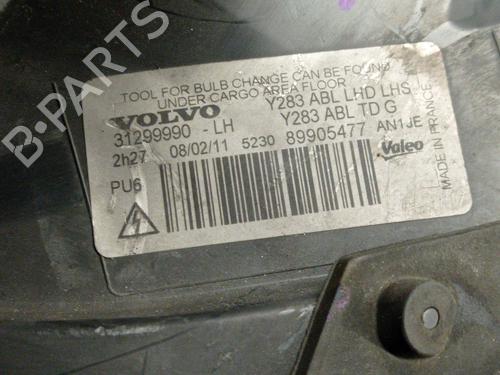 TOOL FOR BULB CHANGE CAN BE FOUND
UNDER CARGO AREA FLOOR
VOLVO
Y283 ABL LHD LHS
31299990 - LH
Y283 ABL TD G
2h27
08/02/11
5230
89905477
AN1JE
PU6
Valeo
MADE IN FRANCE
B-PARTS